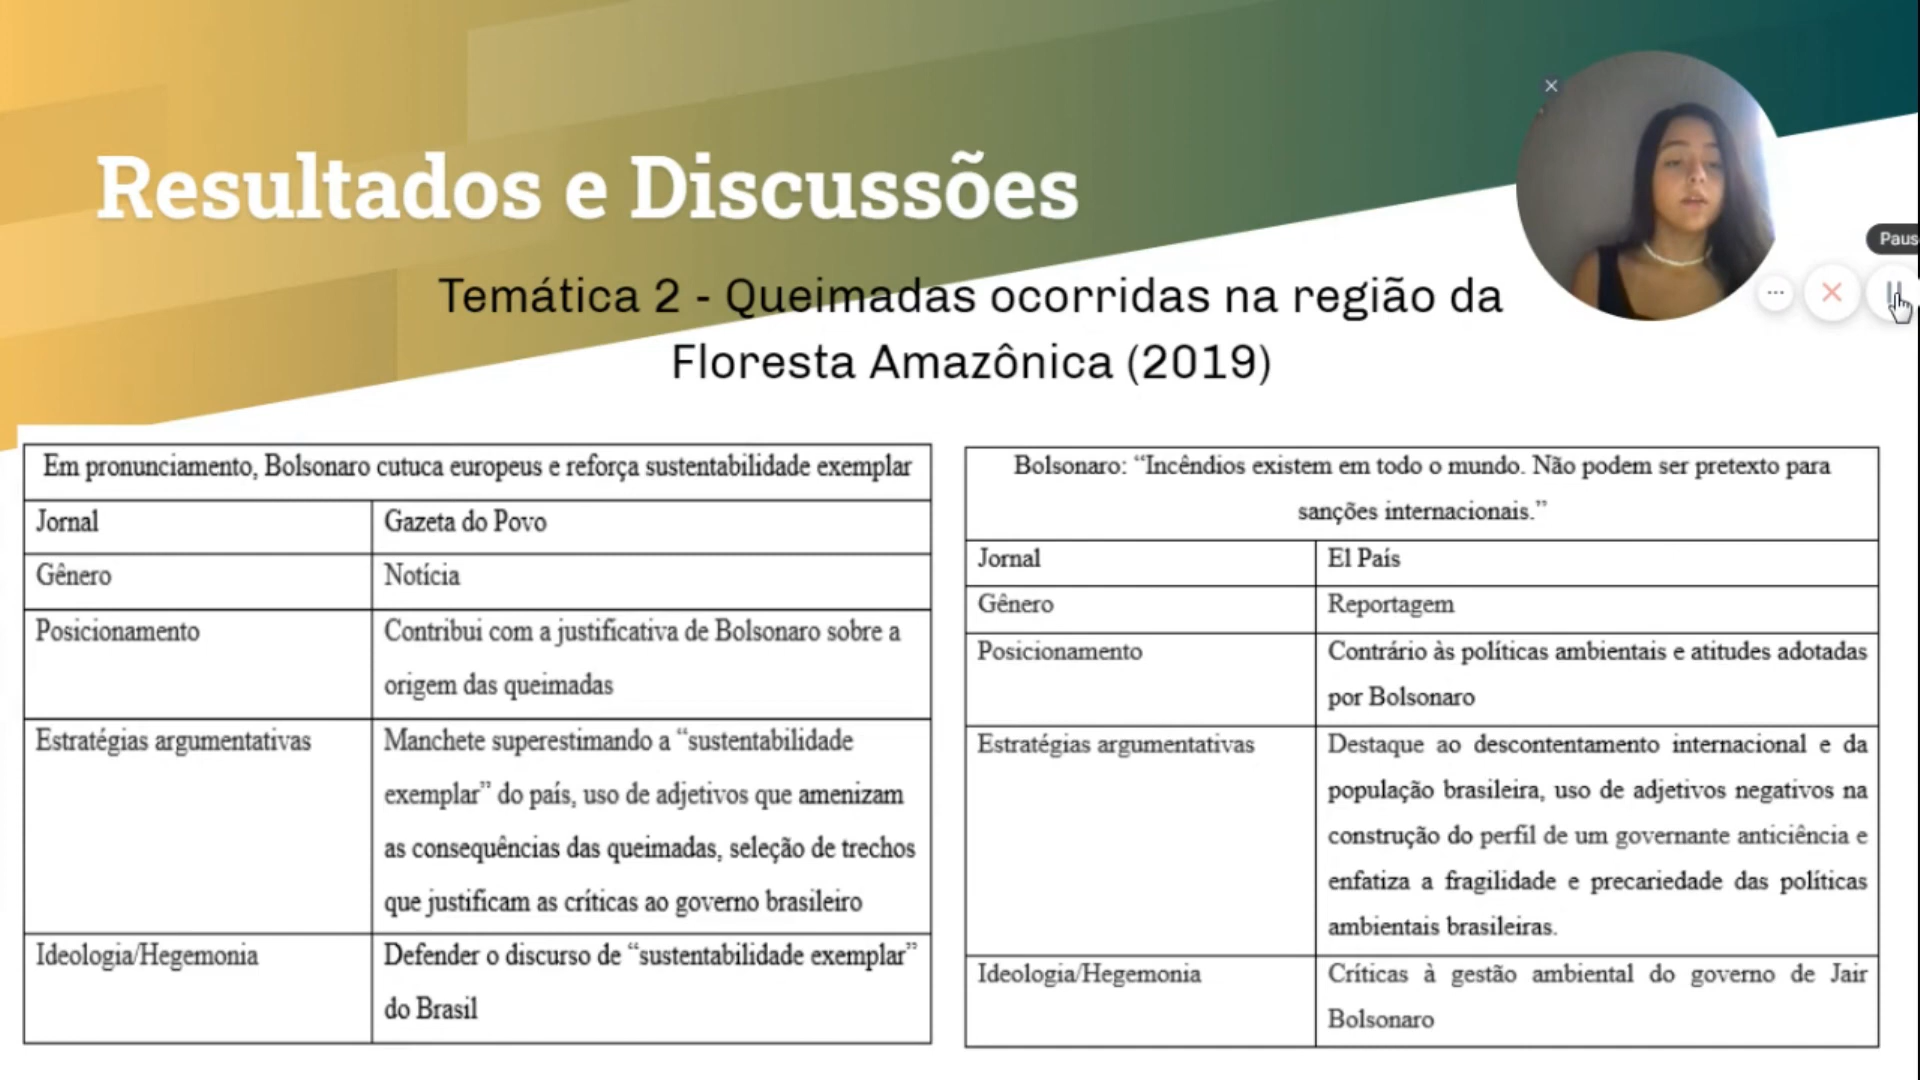 Resultados e Discussões
Paus
Temática 2 - Queimadas ocorridas na região da
Floresta Amazônica (2019)
Em pronunciamento, Bolsonaro cutuca europeus e reforça sustentabilidade exemplar
Jornal
Gazeta do Povo
Gênero
Notícia
Posicionamento
Contribui com a justificativa de Bolsonaro sobre a
origem das queimadas
Estratégias argumentativas
Manchete superestimando a “sustentabilidade
exemplar” do país, uso de adjetivos que amenizam
as consequências das queimadas, seleção de trechos
que justificam as críticas ao governo brasileiro
Ideologia/Hegemonia
Defender o discurso de “sustentabilidade exemplar”
do Brasil
Bolsonaro: “Incêndios existem em todo o mundo. Não podem ser pretexto para
sanções internacionais.”
Jornal
El País
Gênero
Reportagem
Posicionamento
Contrário às políticas ambientais e atitudes adotadas
por Bolsonaro
Estratégias argumentativas
Destaque ao descontentamento internacional e da
população brasileira, uso de adjetivos negativos na
construção do perfil de um governante anticiência e
enfatiza a fragilidade e precariedade das políticas
ambientais brasileiras.
Ideologia/Hegemonia
Críticas à gestão ambiental do governo de Jair
Bolsonaro